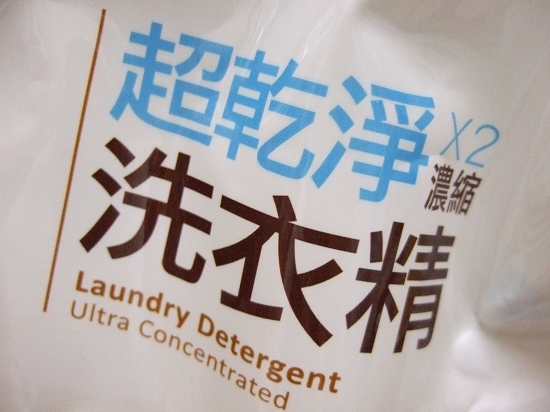 超乾淨 X2
濃縮
洗衣精
Laundry Detergent
Ultra Concentrated